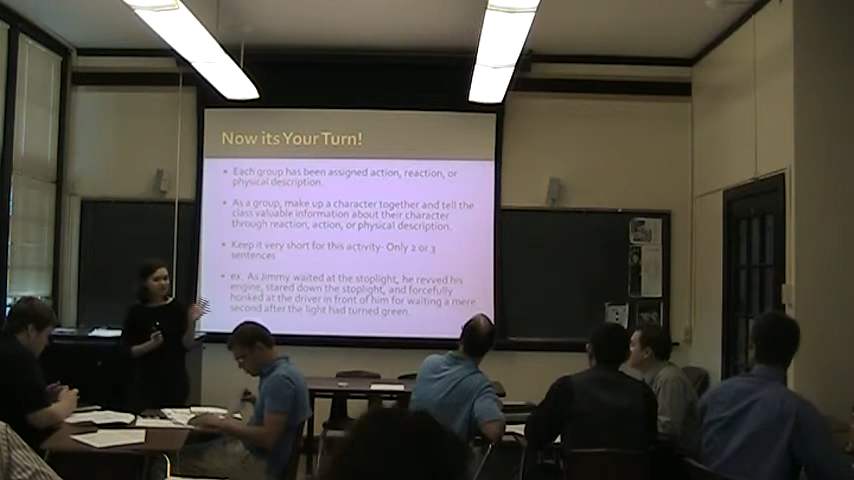 Now its Your Turn!
Each group has been assigned action, reaction, or
physical description.
As a group, make up a character together and tell the
class valuable information about their character
through reaction, action, or physical description.
Keep it very short for this activity- Only 2 or 3
sentences
ex. As Jimmy waited at the stoplight, he revved his
engine, stared down the stoplight, and forcefully
honked at the driver in front of him for waiting a mere
second after the light had turned green.